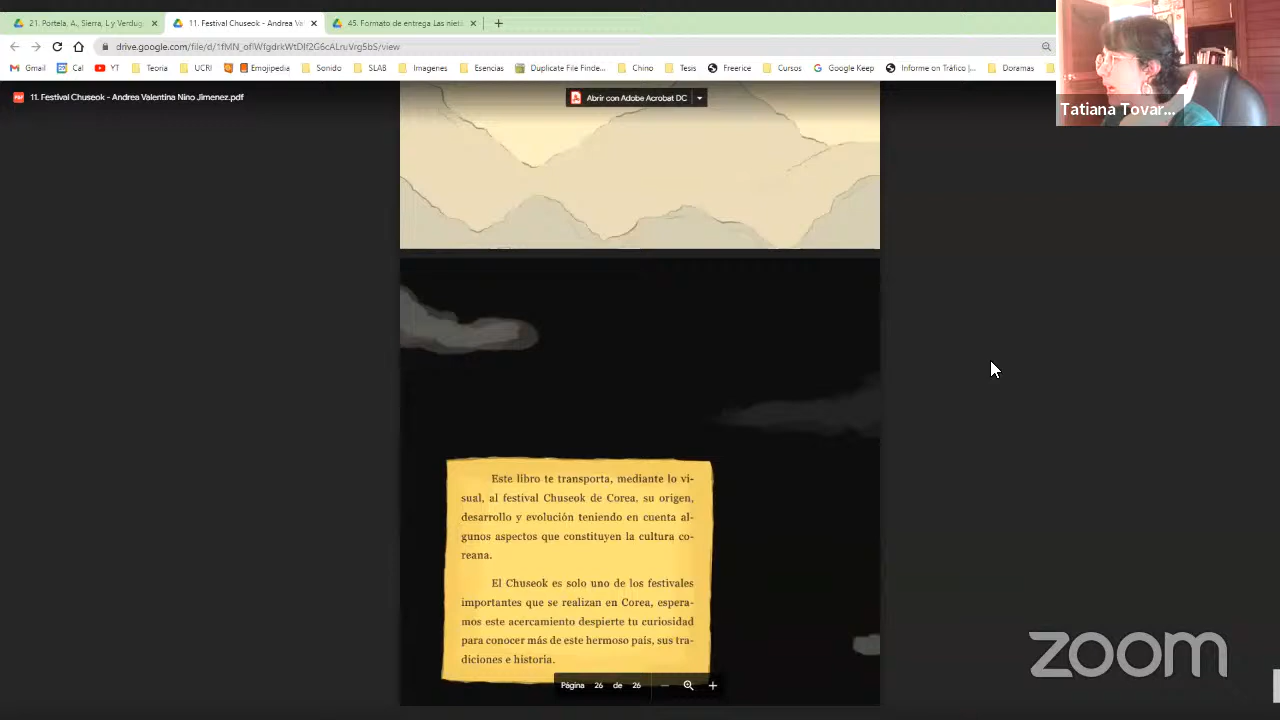 21. Portela, A., Sierra, L y Verdug
11. Festival Chuseok - Andrea Va
45. Formato de entrega Las niet
drive.google.com/file/d/
Gmail Cal YT Teoria UCRI Emojipedia Sonido SLAB Imagenes Esencias Duplicate File Finde... Chino Tesis Freerice Cursos Google Keep Informe on Tráfico |... Doramas
11. Festival Chuseok - Andrea Valentina Nino Jimenez.pdf
Abrir con Adobe Acrobat DC
Tatiana Tovar...
Este libro te transporta, mediante lo vi-
sual, al festival Chuseok de Corea, su origen,
desarrollo y evolución teniendo en cuenta al-
gunos aspectos que constituyen la cultura co-
reana.
El Chuseok es solo uno de los festivales
importantes que se realizan en Corea, espera-
mos este acercamiento despierte tu curiosidad
para conocer más de este hermoso país, sus tra-
diciones e historia.
Página 26 de 26
zoom